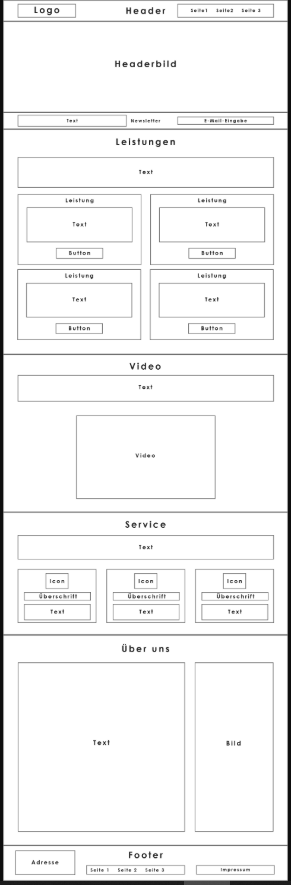 Logo Header Seite1 Seite2 Seite 3
Headerbild
Text Newsletter E-Mail-Eingabe
Leistungen
Text
Leistung Leistung
Text Text
Button Button
Leistung Leistung
Text Text
Button Button
Video
Text
Video
Service
Text
Icon Icon Icon
Überschrift Überschrift Überschrift
Text Text Text
Über uns
Text Bild
Footer
Adresse Seite 1 Seite 2 Seite 3 Impressum